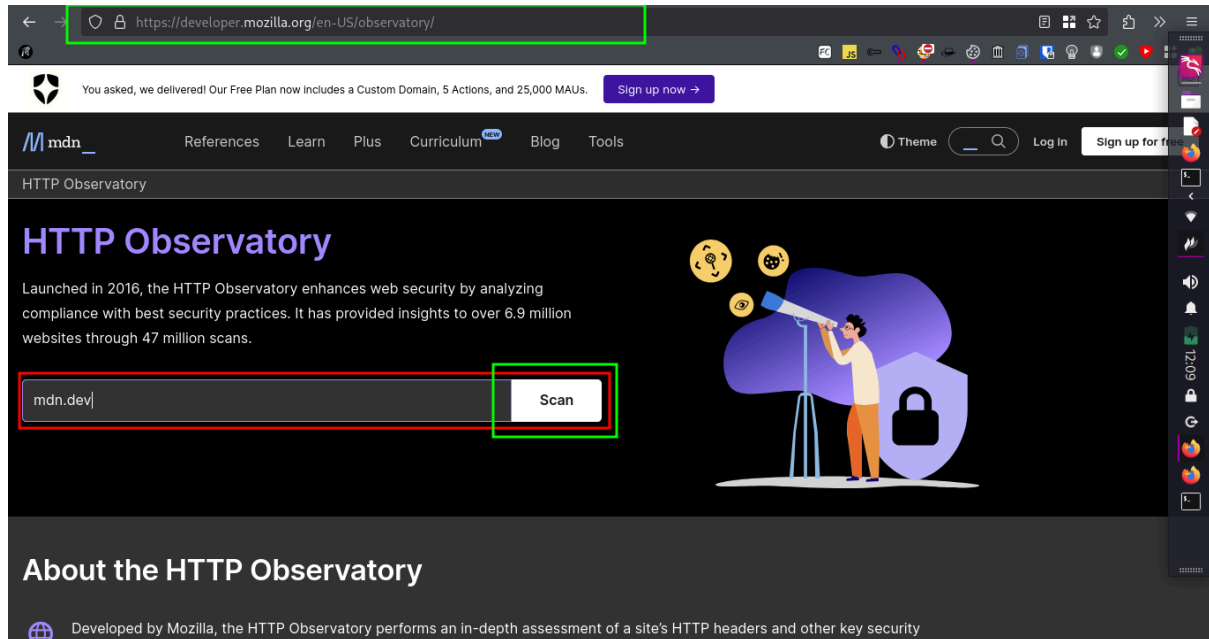 https://developer.mozilla.org/en-US/observatory/
FC JS
You asked, we delivered! Our Free Plan now includes a Custom Domain, 5 Actions, and 25,000 MAUs. Sign up now →
mdn_ References Learn Plus Curriculum NEW Blog Tools Theme Log in Sign up for free
HTTP Observatory
HTTP Observatory
Launched in 2016, the HTTP Observatory enhances web security by analyzing
compliance with best security practices. It has provided insights to over 6.9 million
websites through 47 million scans.
mdn.dev Scan
12:09
About the HTTP Observatory
Developed by Mozilla, the HTTP Observatory performs an in-depth assessment of a site's HTTP headers and other key security